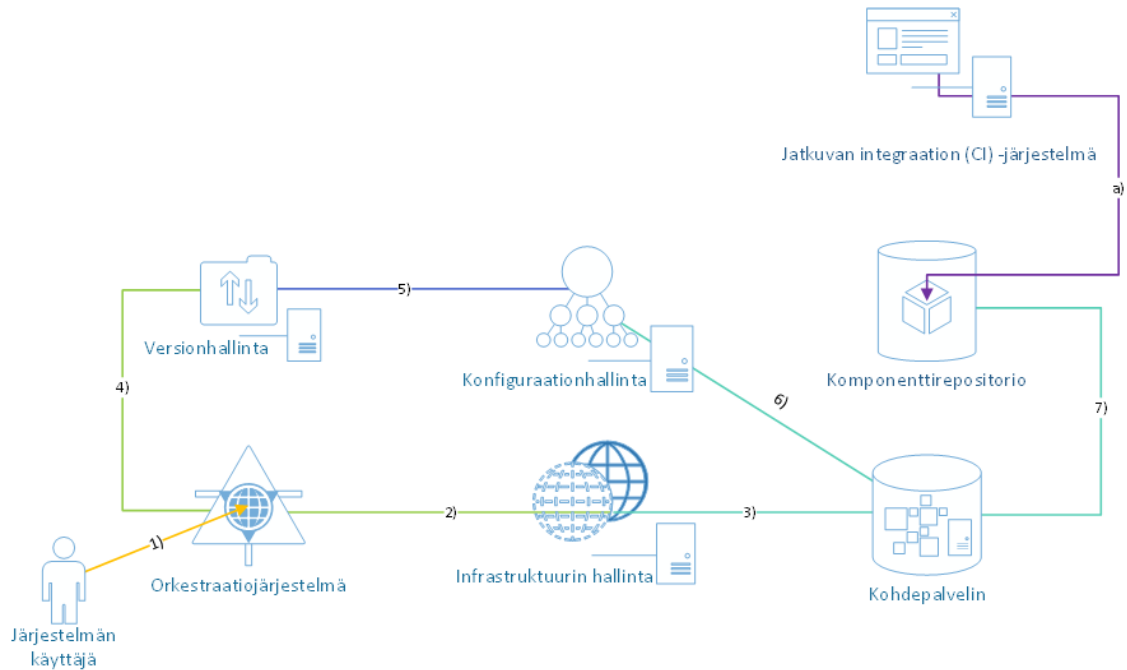 Jatkuvan integraation (CI) -järjestelmä
a)
5)
Versionhallinta
Konfiguraationhallinta
Komponenttirepositorio
4)
6)
7)
1)
2)
3)
Orkestraatiojärjestelmä
Infrastruktuurin hallinta
Kohdepalvelin
Järjestelmän
käyttäjä